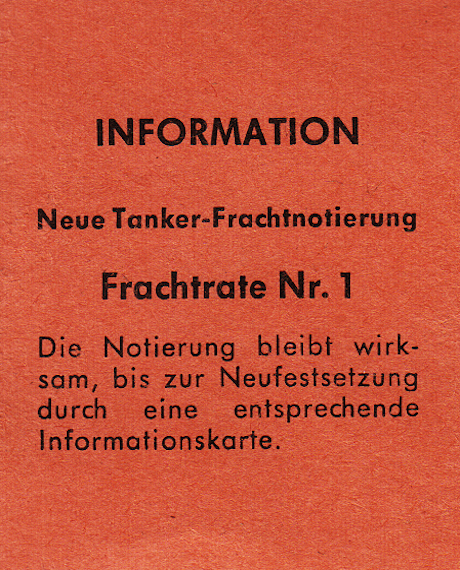 INFORMATION
Neue Tanker-Frachtnotierung
Frachtrate Nr. 1
Die Notierung bleibt wirk-
sam, bis zur Neufestsetzung
durch eine entsprechende
Informationskarte.